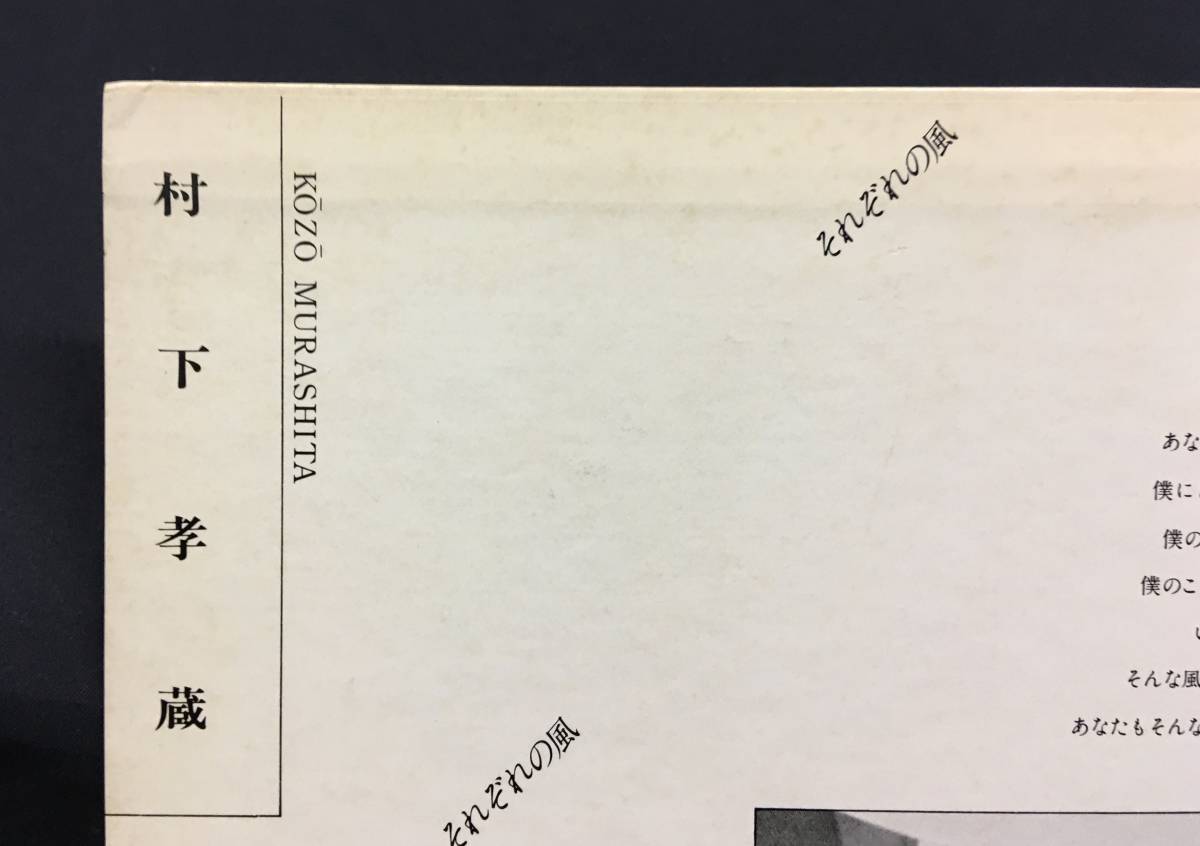 村下孝蔵
KŌZŌ MURASHITA
それぞれの風
あな
僕に
僕の
僕のこ
い
そんな風
あなたもそんな
それぞれの風